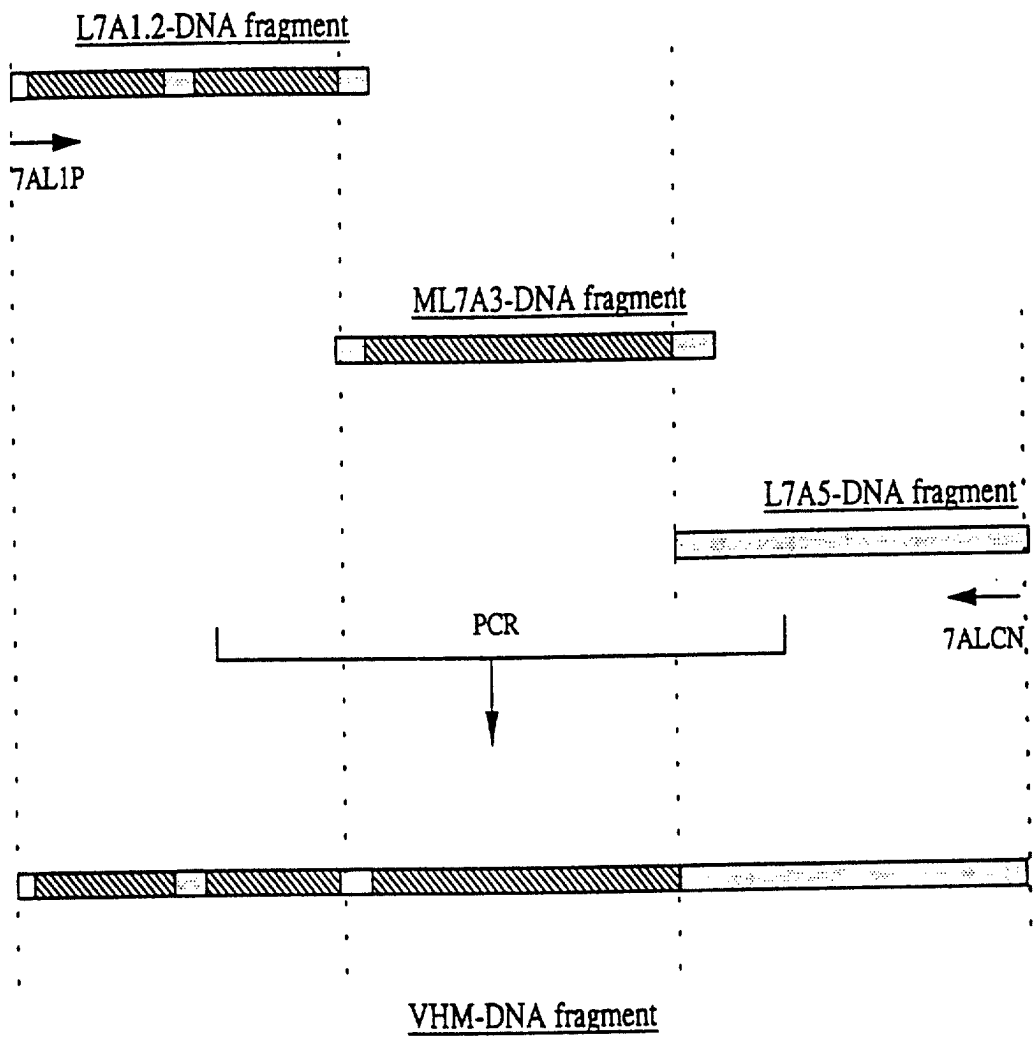 L7A1.2-DNA fragment
7AL1P
ML7A3-DNA fragment
L7A5-DNA fragment
PCR
7ALCN
VHM-DNA fragment